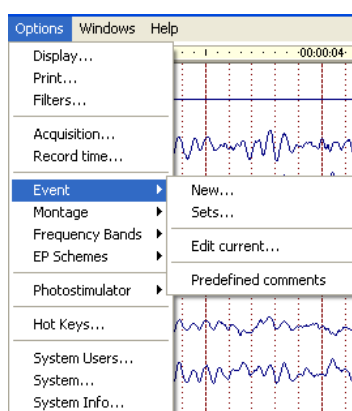 Options Windows Help
00:00:04
Display...
Print...
Filters...
Acquisition...
Record time...
Event
Montage
Frequency Bands
EP Schemes
Photostimulator
Hot Keys...
System Users...
System...
System Info...
New...
Sets...
Edit current...
Predefined comments